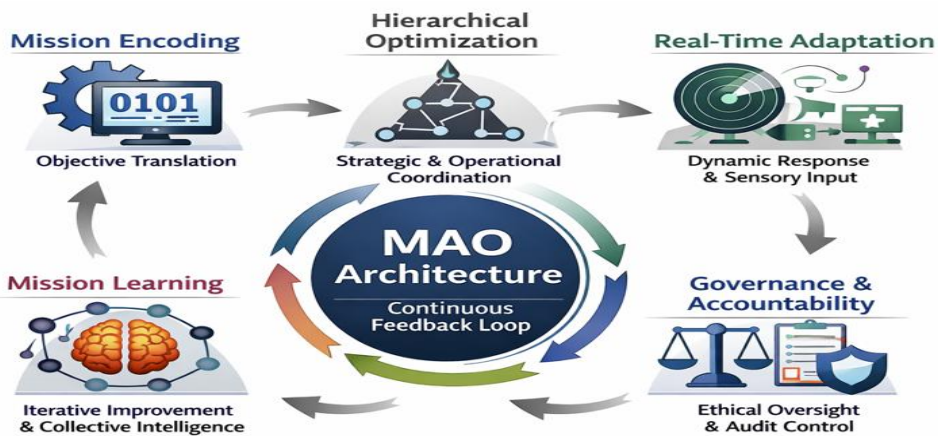 Mission Encoding
0101
Objective Translation
Hierarchical
Optimization
Strategic & Operational
Coordination
Real-Time Adaptation
Dynamic Response
& Sensory Input
MAO
Architecture
Continuous
Feedback Loop
Mission Learning
Iterative Improvement
& Collective Intelligence
Governance &
Accountability
Ethical Oversight
& Audit Control